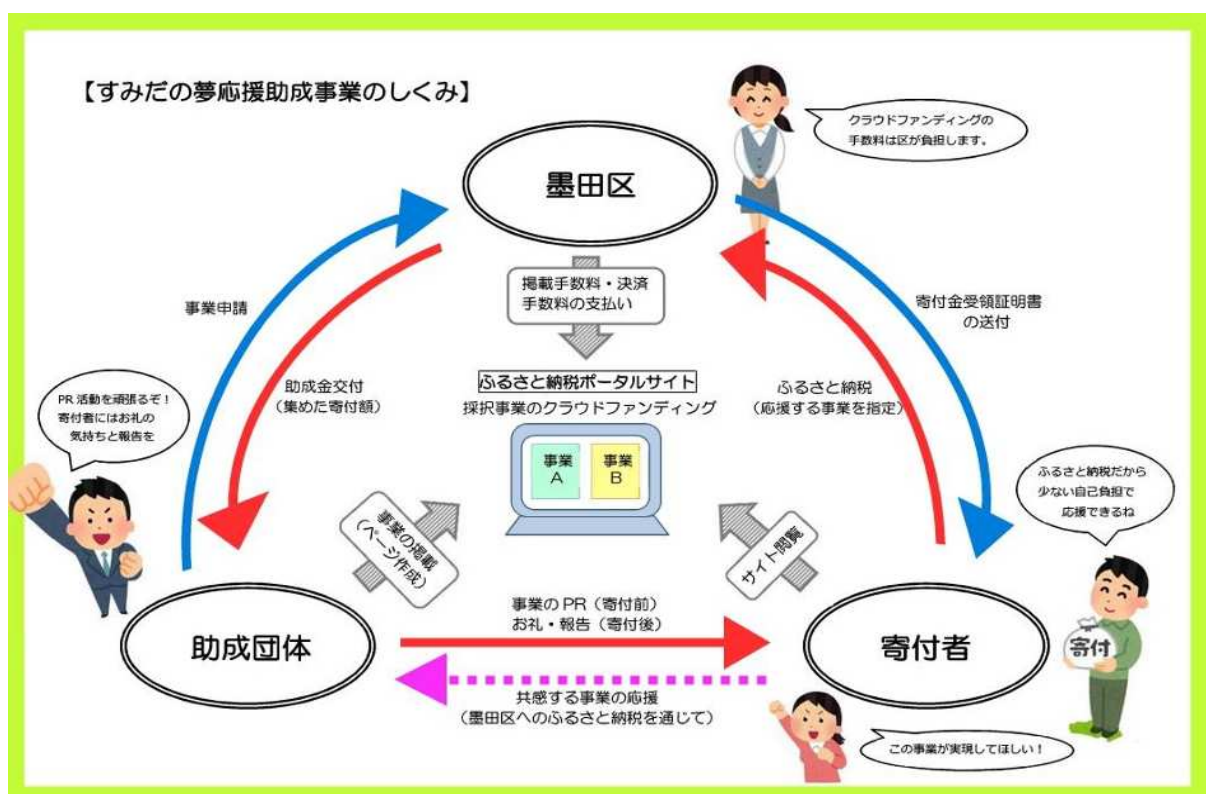 【すみだの夢応援助成事業のしくみ】
クラウドファンディングの
手数料は区が負担します。
墨田区
掲載手数料・決済
手数料の支払い
事業申請
寄付金受領証明書
の送付
助成金交付
（集めた寄付額）
ふるさと納税ポータルサイト
採択事業のクラウドファンディング
ふるさと納税
（応援する事業を指定）
PR活動を頑張るぞ！
寄付者にはお礼の
気持ちと報告を
事業
A
事業
B
ふるさと納税だから
少ない自己負担で
応援できるね
事業の掲載
（ページ作成）
サイト閲覧
事業のPR（寄付前）
お礼・報告（寄付後）
助成団体
寄付者
寄付
共感する事業の応援
（墨田区へのふるさと納税を通じて）
この事業が実現してほしい！